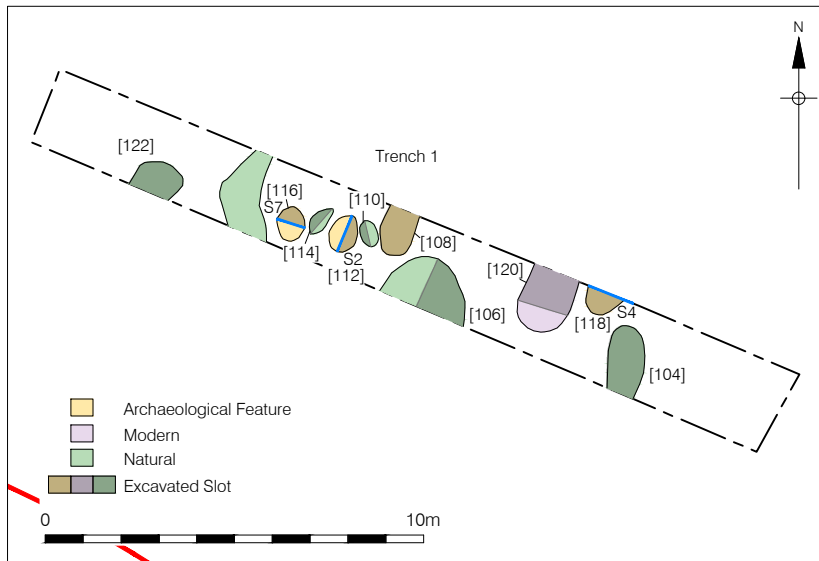 N
Trench 1
[122]
[110]
[116]
S7
[108]
[114]
S2
[112]
[120]
[106]
S4
[118]
[104]
Archaeological Feature
Modern
Natural
Excavated Slot
0 10m